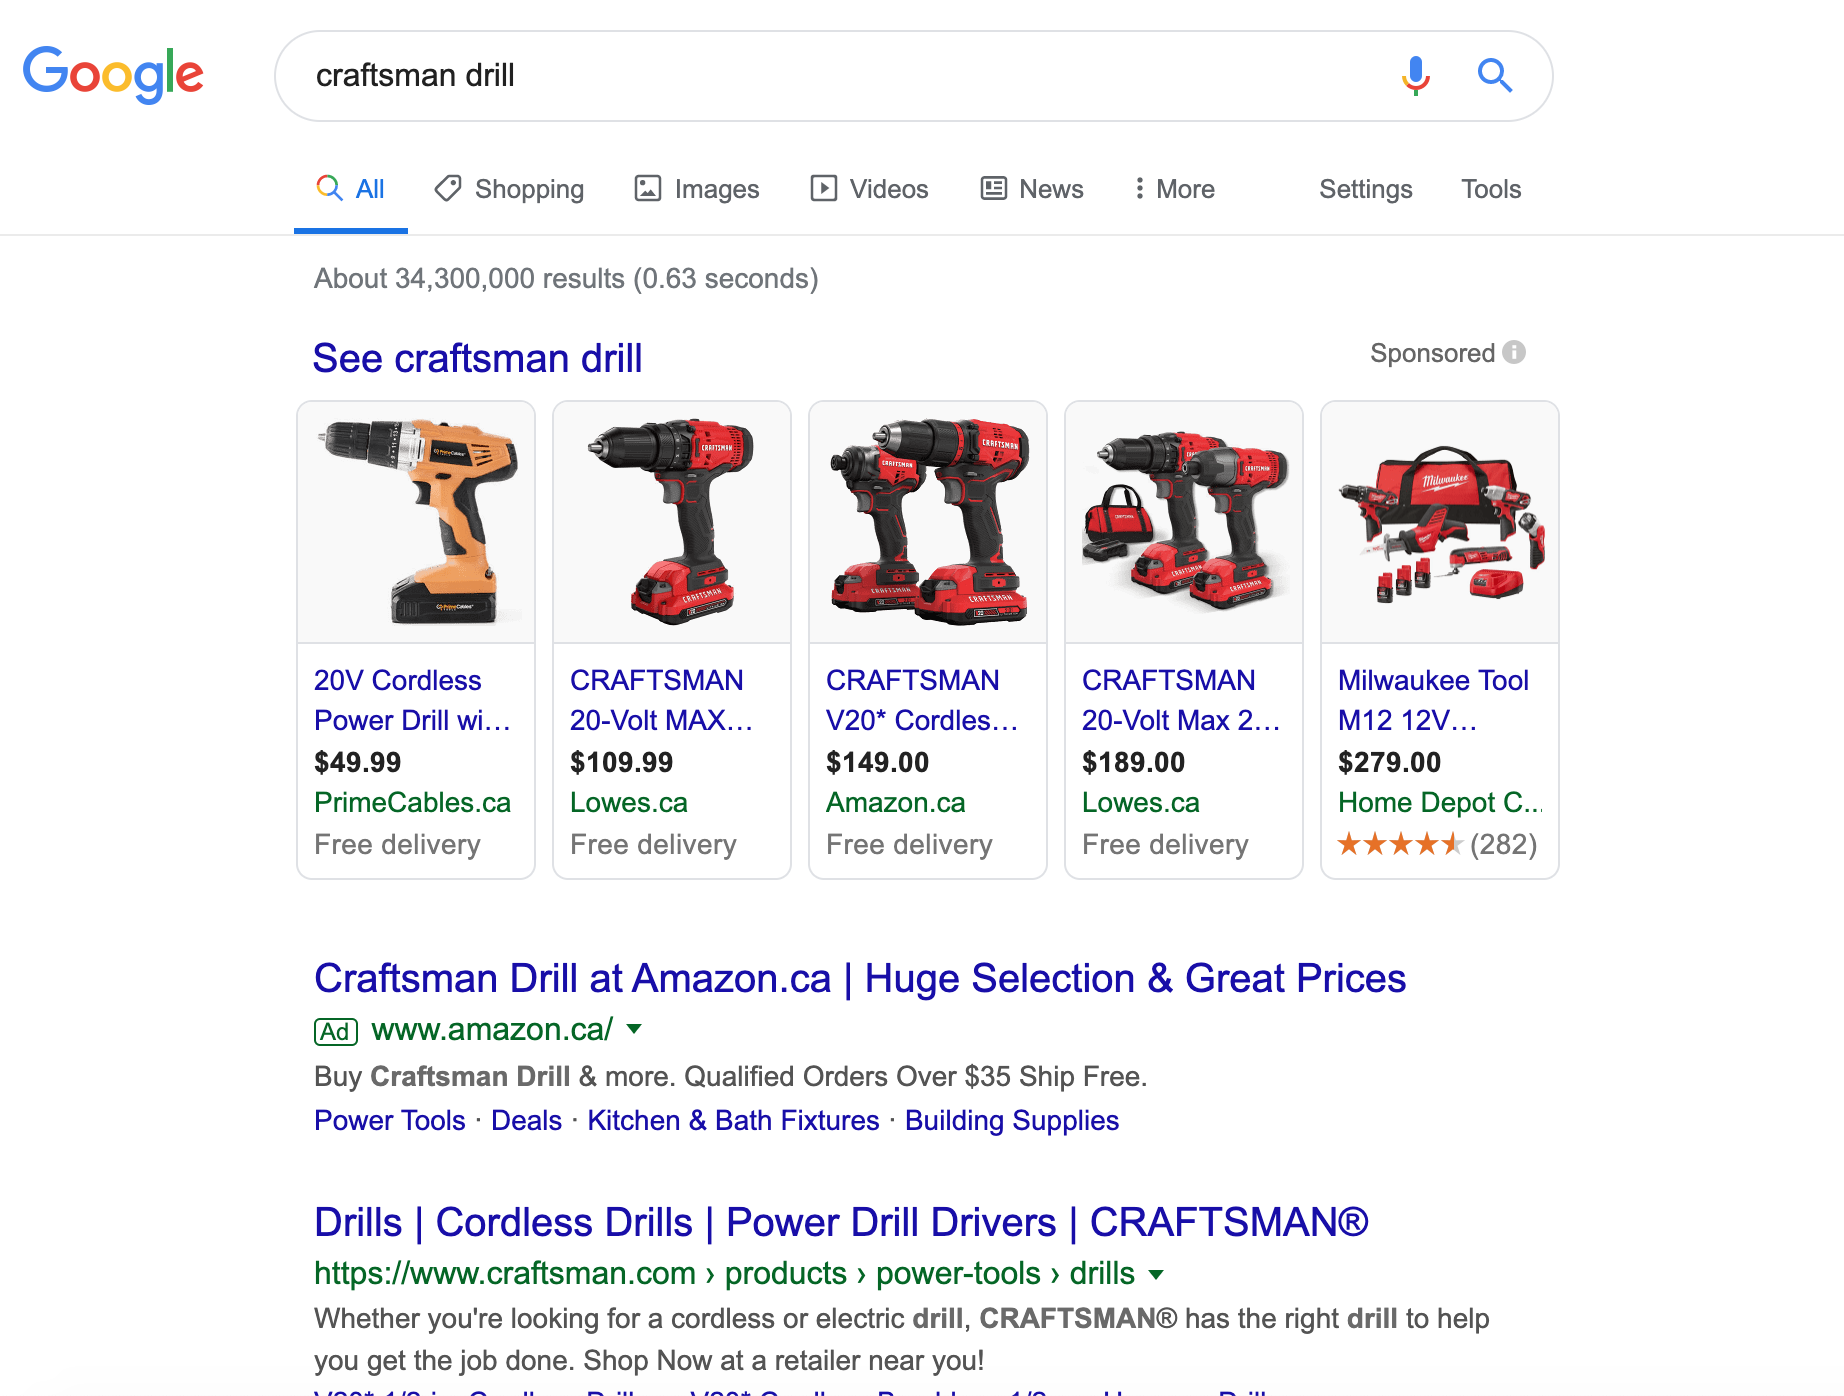 Google
craftsman drill
All Shopping Images Videos News More Settings Tools
About 34,300,000 results (0.63 seconds)
See craftsman drill
Sponsored
20V Cordless
Power Drill wi...
$49.99
PrimeCables.ca
Free delivery
CRAFTSMAN
20-Volt MAX...
$109.99
Lowes.ca
Free delivery
CRAFTSMAN
V20* Cordles...
$149.00
Amazon.ca
Free delivery
CRAFTSMAN
20-Volt Max 2...
$189.00
Lowes.ca
Free delivery
Milwaukee
Milwaukee Tool
M12 12V...
$279.00
Home Depot C...
(282)
Craftsman Drill at Amazon.ca | Huge Selection & Great Prices
Ad www.amazon.ca/
Buy Craftsman Drill & more. Qualified Orders Over $35 Ship Free.
Power Tools · Deals · Kitchen & Bath Fixtures · Building Supplies
Drills | Cordless Drills | Power Drill Drivers | CRAFTSMAN®
https://www.craftsman.com › products › power-tools › drills
Whether you're looking for a cordless or electric drill, CRAFTSMAN® has the right drill to help
you get the job done. Shop Now at a retailer near you!